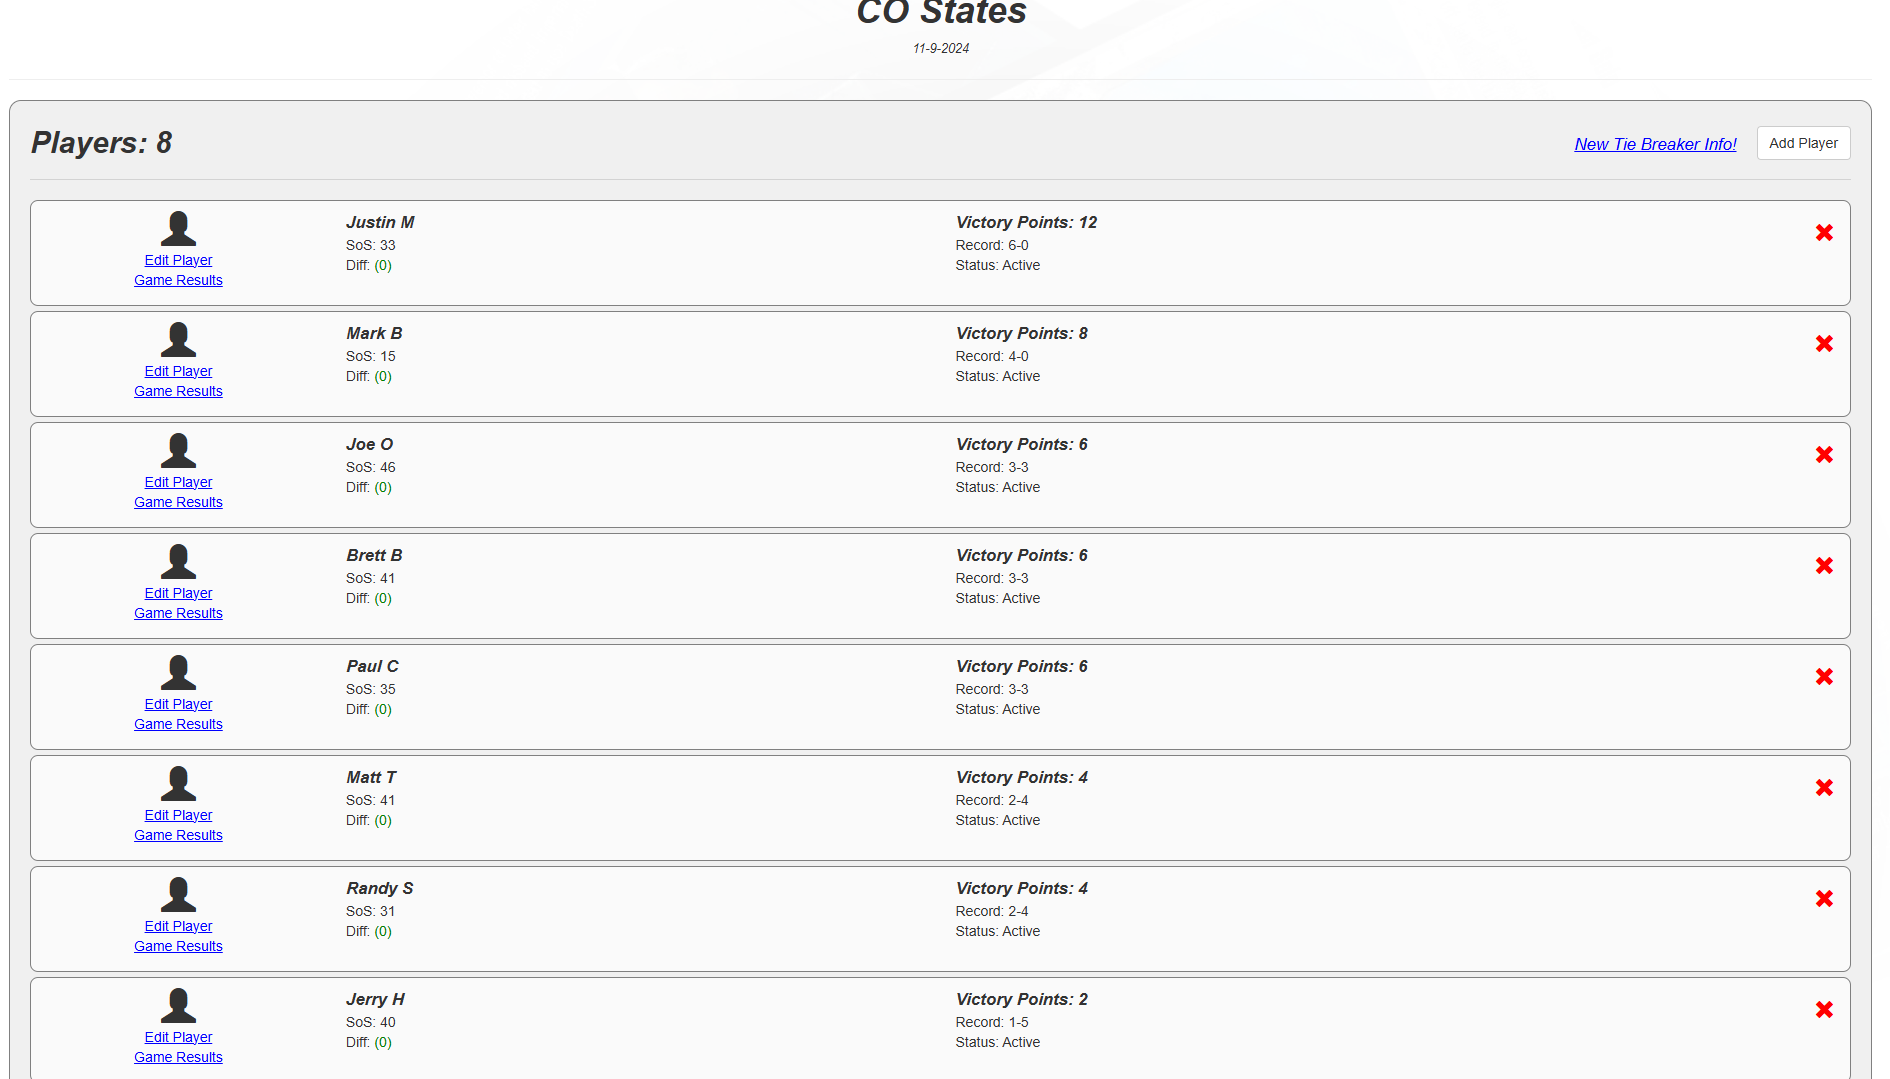 CO States
11-9-2024
Players: 8
New Tie Breaker Info!
Add Player
Justin M
Victory Points: 12
SoS: 33
Record: 6-0
Edit Player
Diff: (0)
Status: Active
Game Results
Mark B
Victory Points: 8
SoS: 15
Record: 4-0
Edit Player
Diff: (0)
Status: Active
Game Results
Joe O
Victory Points: 6
SoS: 46
Record: 3-3
Edit Player
Diff: (0)
Status: Active
Game Results
Brett B
Victory Points: 6
SoS: 41
Record: 3-3
Edit Player
Diff: (0)
Status: Active
Game Results
Paul C
Victory Points: 6
SoS: 35
Record: 3-3
Edit Player
Diff: (0)
Status: Active
Game Results
Matt T
Victory Points: 4
SoS: 41
Record: 2-4
Edit Player
Diff: (0)
Status: Active
Game Results
Randy S
Victory Points: 4
SoS: 31
Record: 2-4
Edit Player
Diff: (0)
Status: Active
Game Results
Jerry H
Victory Points: 2
SoS: 40
Record: 1-5
Edit Player
Diff: (0)
Status: Active
Game Results